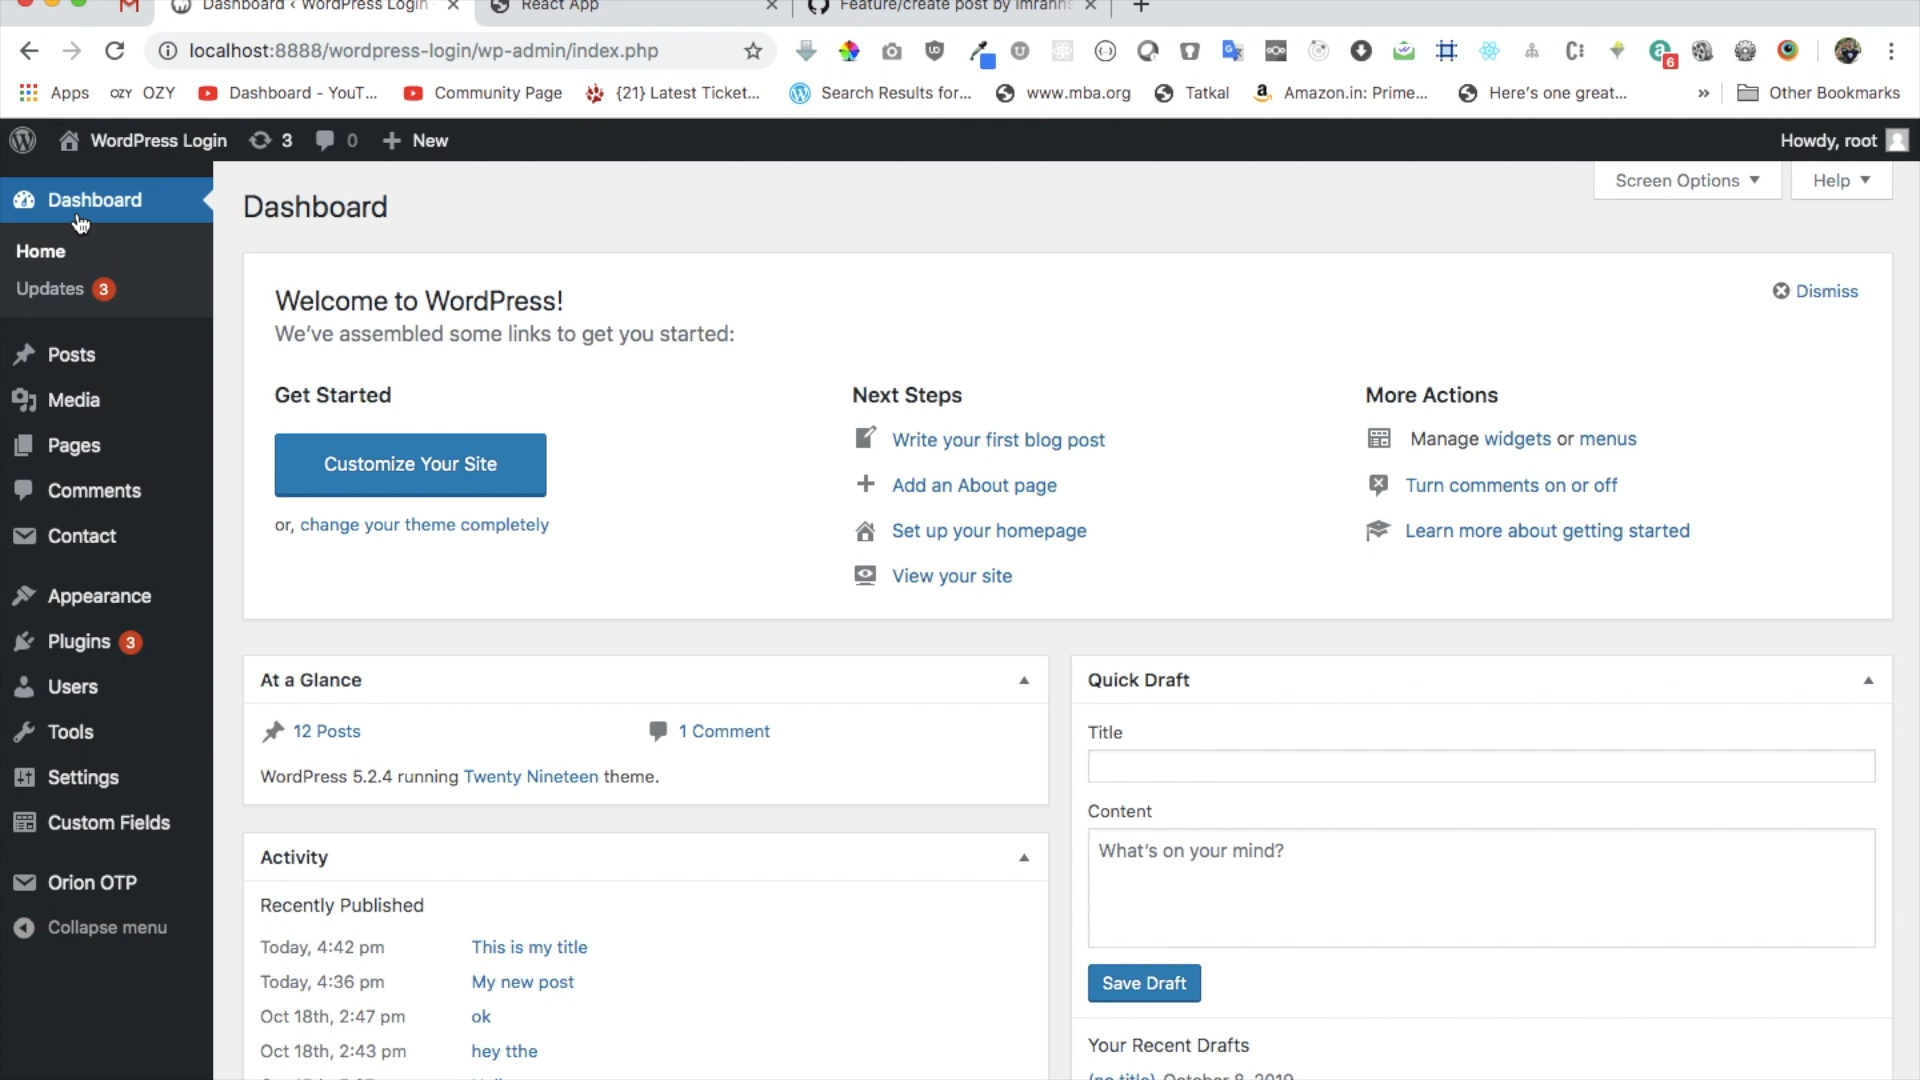 Dashboard ‹ WordPress Login
React App
Feature/create post by imranhs
localhost:8888/wordpress-login/wp-admin/index.php
6
Apps
OZY OZY
Dashboard - YouT...
Community Page
{21} Latest Ticket...
Search Results for...
www.mba.org
Tatkal
Amazon.in: Prime...
Here's one great...
»
Other Bookmarks
WordPress Login
3
0
New
Howdy, root
Dashboard
Home
Updates 3
Posts
Media
Pages
Comments
Contact
Appearance
Plugins 3
Users
Tools
Settings
Custom Fields
Orion OTP
Collapse menu
Screen Options
Help
Dashboard
Welcome to WordPress!
We've assembled some links to get you started:
Dismiss
Get Started
Customize Your Site
or, change your theme completely
Next Steps
Write your first blog post
Add an About page
Set up your homepage
View your site
More Actions
Manage widgets or menus
Turn comments on or off
Learn more about getting started
At a Glance
12 Posts
1 Comment
WordPress 5.2.4 running Twenty Nineteen theme.
Activity
Recently Published
Today, 4:42 pm This is my title
Today, 4:36 pm My new post
Oct 18th, 2:47 pm ok
Oct 18th, 2:43 pm hey tthe
Quick Draft
Title
Content
What's on your mind?
Save Draft
Your Recent Drafts
(no title) October 8, 2019